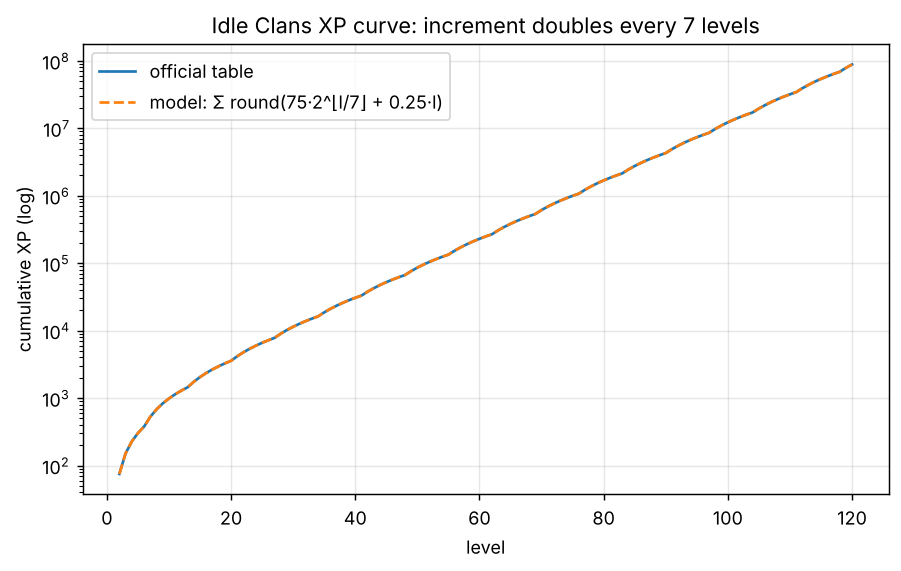 Idle Clans XP curve: increment doubles every 7 levels
official table
model: Σ round(75·2^⌊l/7⌋ + 0.25·l)
cumulative XP (log)
10⁸
10⁷
10⁶
10⁵
10⁴
10³
10²
0 20 40 60 80 100 120
level